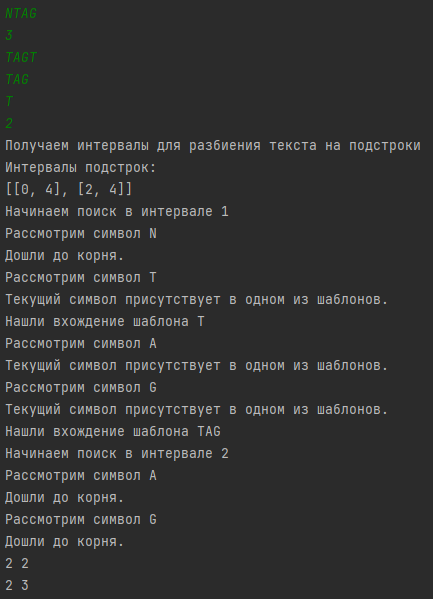 NTAG
3
TAGT
TAG
T
2
Получаем интервалы для разбиения текста на подстроки
Интервалы подстрок:
[[0, 4], [2, 4]]
Начинаем поиск в интервале 1
Рассмотрим символ N
Дошли до корня.
Рассмотрим символ T
Текущий символ присутствует в одном из шаблонов.
Нашли вхождение шаблона T
Рассмотрим символ A
Текущий символ присутствует в одном из шаблонов.
Рассмотрим символ G
Текущий символ присутствует в одном из шаблонов.
Нашли вхождение шаблона TAG
Начинаем поиск в интервале 2
Рассмотрим символ A
Дошли до корня.
Рассмотрим символ G
Дошли до корня.
2 2
2 3